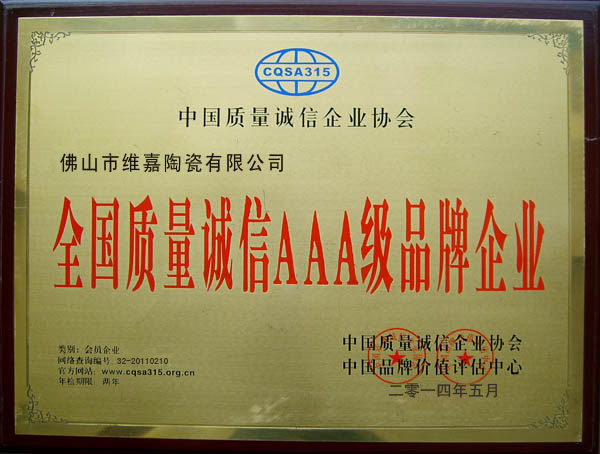 CQSA315
中国质量诚信企业协会
佛山市维嘉陶瓷有限公司
全国质量诚信AAA级品牌企业
类别：会员企业
网络查询编号：32-20110210
官方网站：www.cqsa315.org.cn
年检期限：两年
中国质量诚信企业协会
中国品牌价值评估中心
二零一四年五月